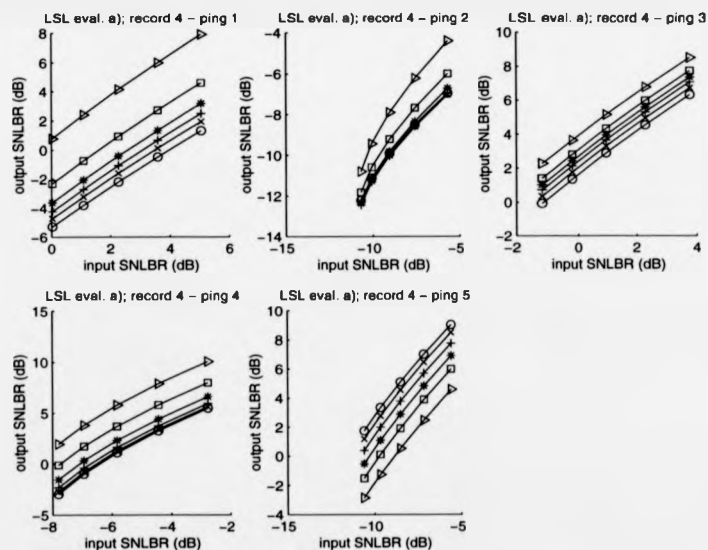 LSL eval. a); record 4 – ping 1
8
6
4
2
0
−2
−4
−6
0 2 4 6
output SNLBR (dB)
input SNLBR (dB)
LSL eval. a); record 4 – ping 2
−4
−6
−8
−10
−12
−14
−15 −10 −5
output SNLBR (dB)
input SNLBR (dB)
LSL eval. a); record 4 – ping 3
10
8
6
4
2
0
−2
0 2 4
output SNLBR (dB)
input SNLBR (dB)
LSL eval. a); record 4 – ping 4
15
10
5
0
−5
−8 −6 −4 −2
output SNLBR (dB)
input SNLBR (dB)
LSL eval. a); record 4 – ping 5
10
8
6
4
2
0
−2
−4
−15 −10 −5
output SNLBR (dB)
input SNLBR (dB)